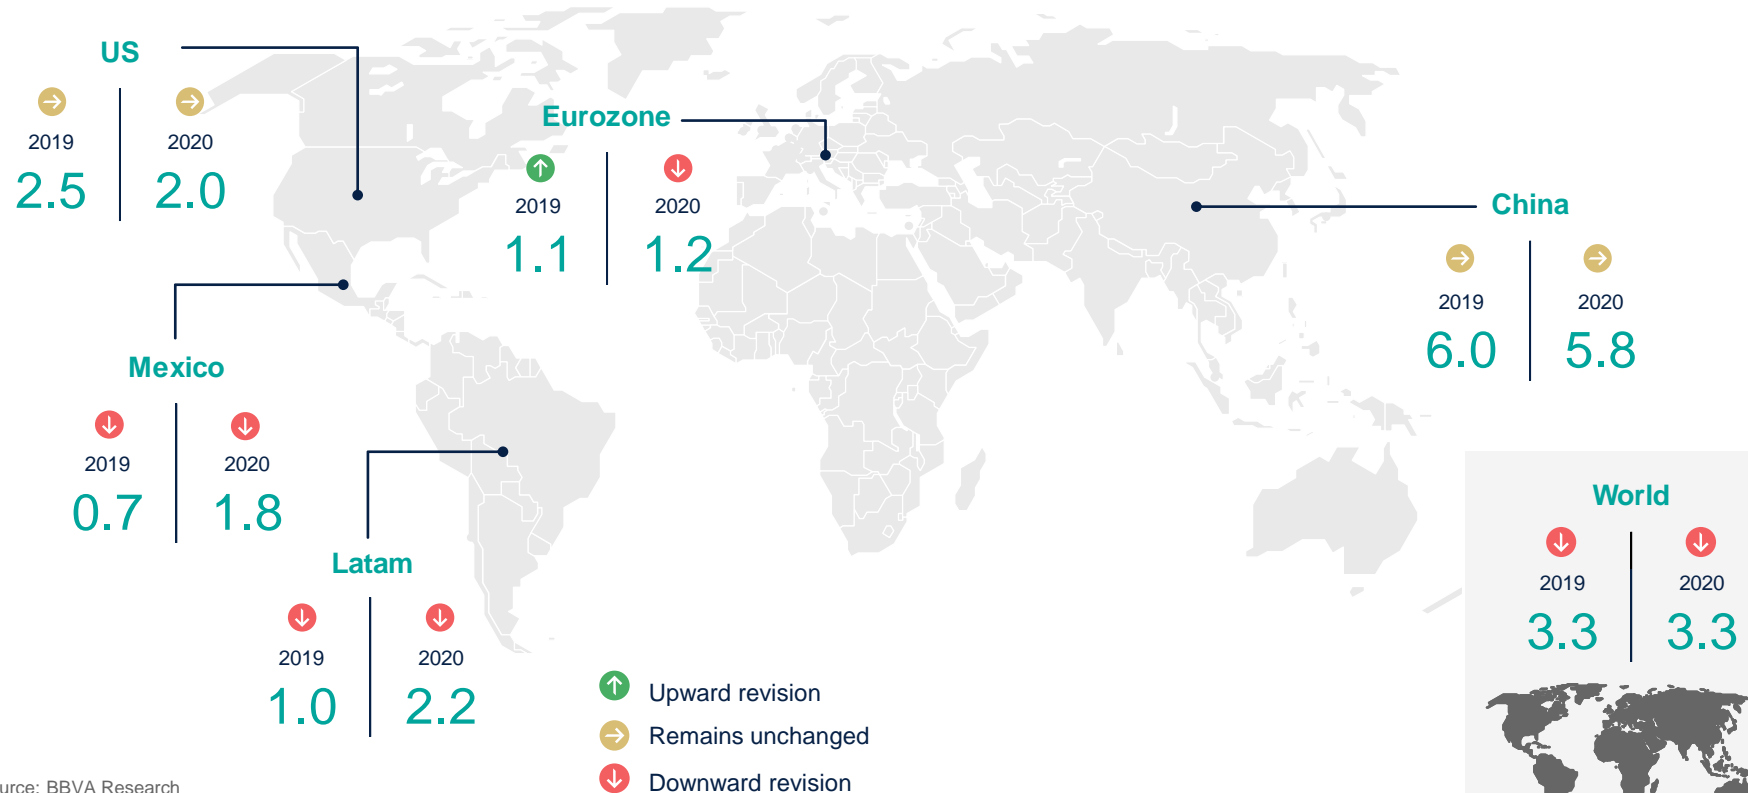 US
2019 2020
2.5 2.0
Eurozone
2019 2020
1.1 1.2
China
2019 2020
6.0 5.8
Mexico
2019 2020
0.7 1.8
Latam
2019 2020
1.0 2.2
World
2019 2020
3.3 3.3
Upward revision
Remains unchanged
Downward revision
urce: BBVA Research